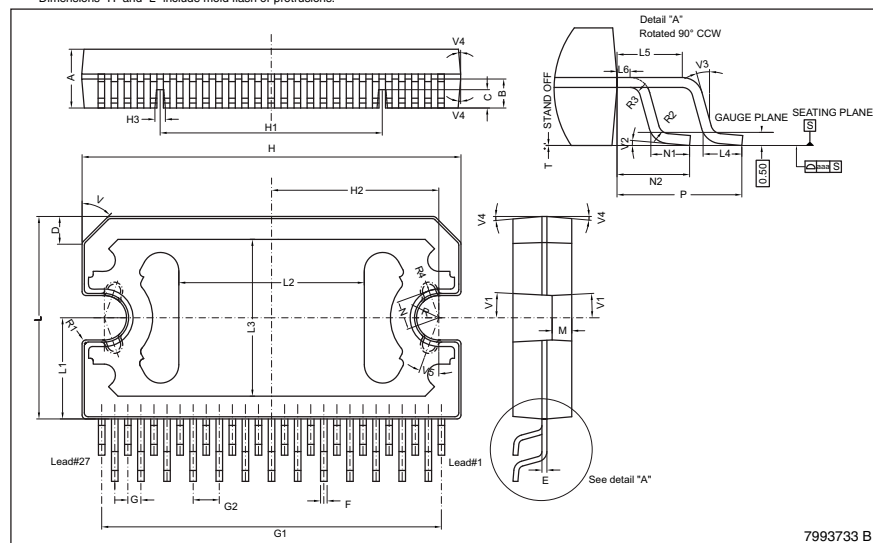 Dimensions "H" and "L" include mold flash or protrusions.
Detail "A"
Rotated 90° CCW
V4
L5
V3
A
L6
STAND OFF
C
B
R3
R2
GAUGE PLANE
SEATING PLANE
H3
H1
V4
S
V2
N1
L4
T
0.50
aaa S
H
N2
P
H2
V
D
V4
V4
R4
L2
L
N
R
V1
V1
L3
M
R1
L1
V5
Lead#27
Lead#1
G
G2
F
E
See detail "A"
G1
7993733 B